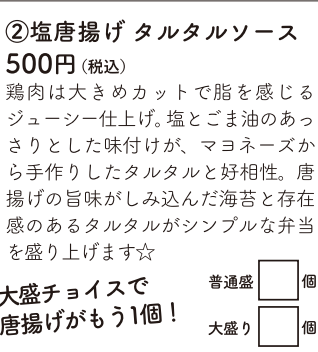 ②塩唐揚げ タルタルソース
500円（税込）
鶏肉は大きめカットで脂を感じる
ジューシー仕上げ。塩とごま油のあっ
さりとした味付けが、マヨネーズか
ら手作りしたタルタルと好相性。唐
揚げの旨味がしみ込んだ海苔と存在
感のあるタルタルがシンプルな弁当
を盛り上げます☆
大盛チョイスで
唐揚げがもう1個！
普通盛 個
大盛り 個